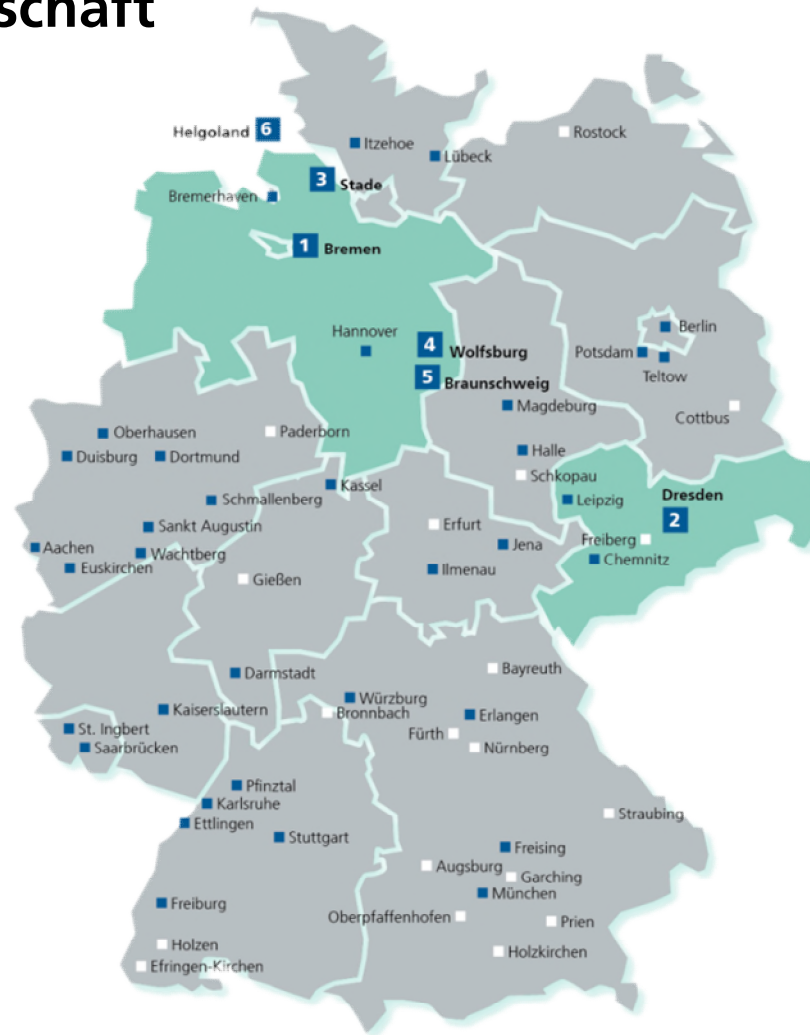 schaft
Helgoland 6
Itzehoe
Rostock
Lübeck
3 Stade
Bremerhaven
1 Bremen
Hannover
Berlin
4 Wolfsburg
Potsdam
Teltow
5 Braunschweig
Magdeburg
Cottbus
Oberhausen
Paderborn
Duisburg
Dortmund
Halle
Schkopau
Kassel
Schmallenberg
Leipzig
Dresden
2
Sankt Augustin
Erfurt
Freiberg
Aachen
Wachtberg
Jena
Chemnitz
Euskirchen
Gießen
Ilmenau
Darmstadt
Bayreuth
Würzburg
Kaiserslautern
Bronnbach
Erlangen
St. Ingbert
Fürth
Saarbrücken
Nürnberg
Pfinztal
Karlsruhe
Straubing
Ettlingen
Stuttgart
Freising
Augsburg
Garching
München
Freiburg
Oberpfaffenhofen
Prien
Holzen
Holzkirchen
Efringen-Kirchen